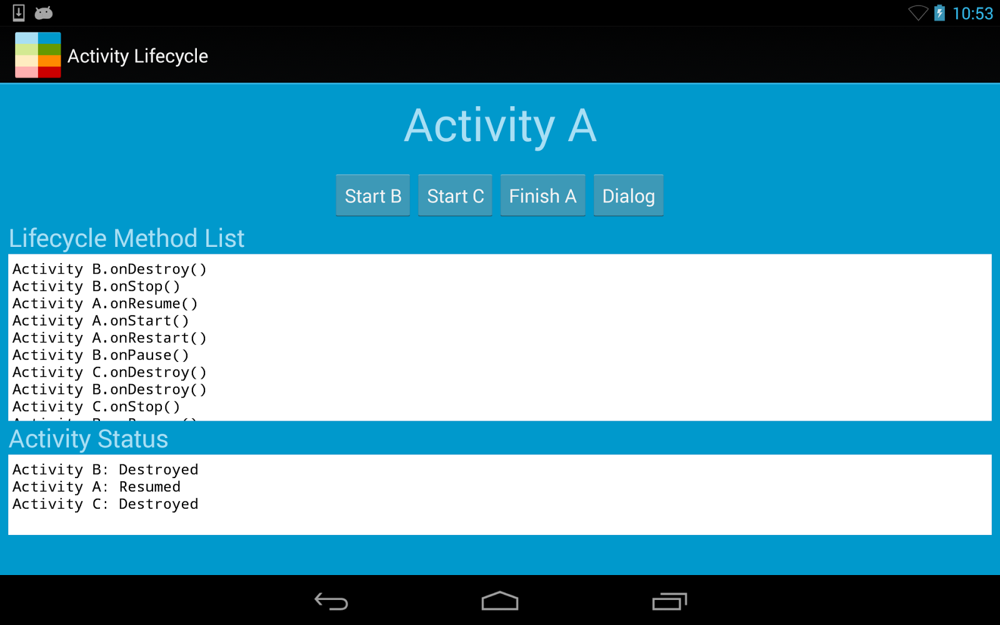 10:53
Activity Lifecycle
Activity A
Start B Start C Finish A Dialog
Lifecycle Method List
Activity B.onDestroy()
Activity B.onStop()
Activity A.onResume()
Activity A.onStart()
Activity A.onRestart()
Activity B.onPause()
Activity C.onDestroy()
Activity B.onDestroy()
Activity C.onStop()
Activity Status
Activity B: Destroyed
Activity A: Resumed
Activity C: Destroyed